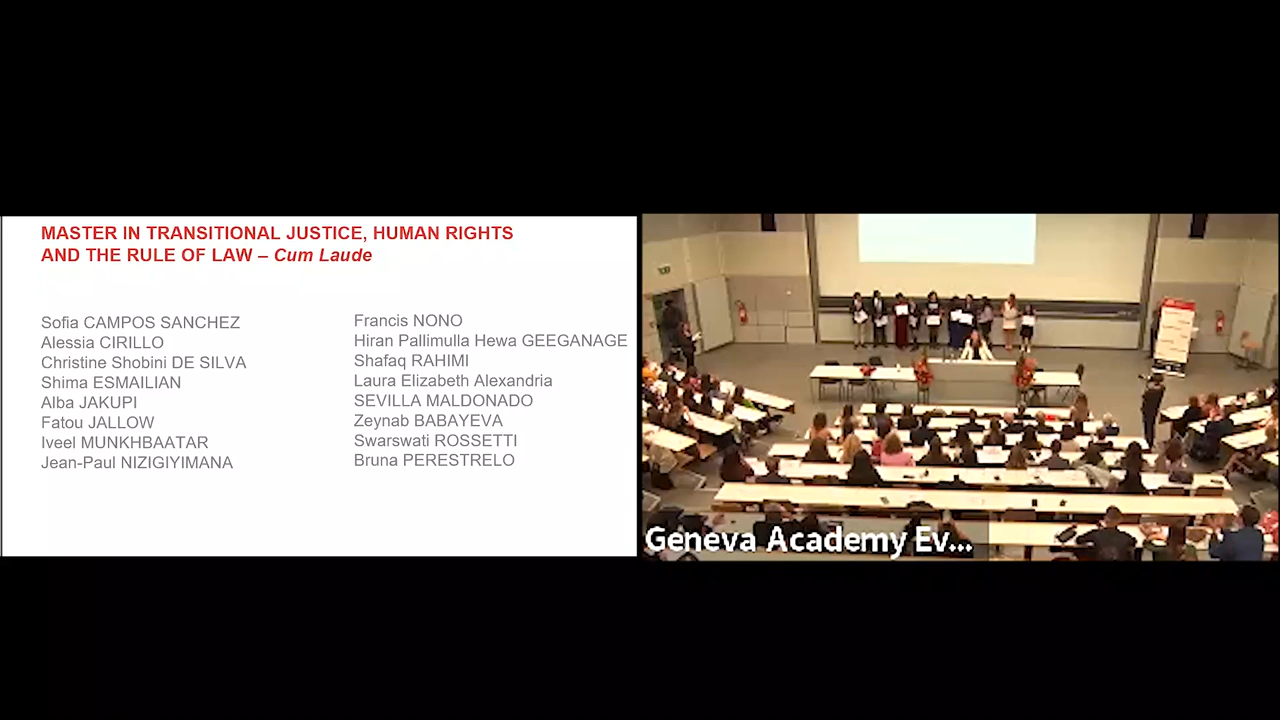 MASTER IN TRANSITIONAL JUSTICE, HUMAN RIGHTS
AND THE RULE OF LAW – Cum Laude
Sofia CAMPOS SANCHEZ
Alessia CIRILLO
Christine Shobini DE SILVA
Shima ESMAILIAN
Alba JAKUPI
Fatou JALLOW
Iveel MUNKHBAATAR
Jean-Paul NIZIGIYIMANA
Francis NONO
Hiran Pallimulla Hewa GEEGANAGE
Shafaq RAHIMI
Laura Elizabeth Alexandria
SEVILLA MALDONADO
Zeynab BABAYEVA
Swarswati ROSSETTI
Bruna PERESTRELO
Geneva Academy Ev...